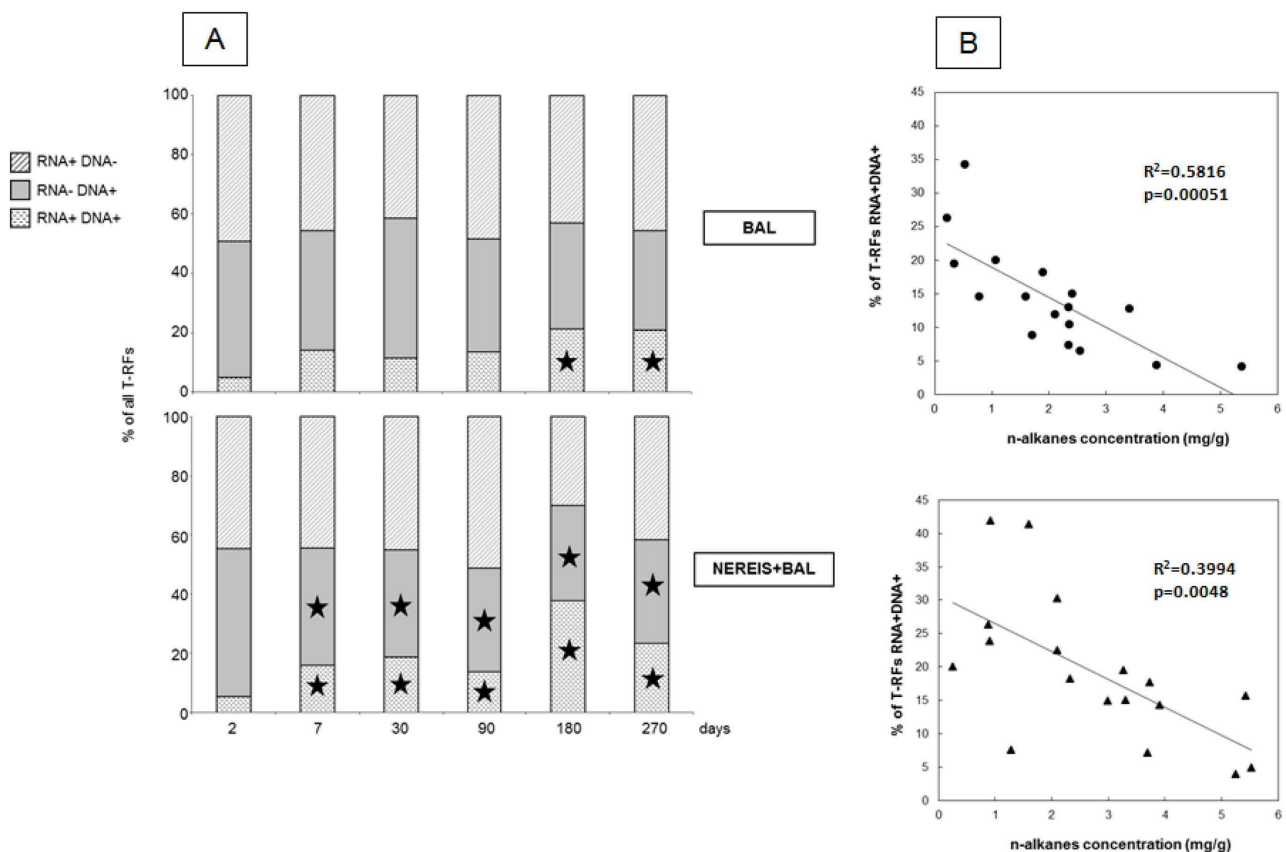 A
100
80
60
40
20
0
RNA+ DNA-
RNA- DNA+
RNA+ DNA+
BAL
% of all T-RFs
100
80
60
40
20
0
2 7 30 90 180 270 days
NEREIS+BAL
B
45
40
35
30
25
20
15
10
5
0
% of T-RFs RNA+DNA+
R²=0.5816
p=0.00051
0 1 2 3 4 5 6
n-alkanes concentration (mg/g)
45
40
35
30
25
20
15
10
5
0
% of T-RFs RNA+DNA+
R²=0.3994
p=0.0048
0 1 2 3 4 5 6
n-alkanes concentration (mg/g)